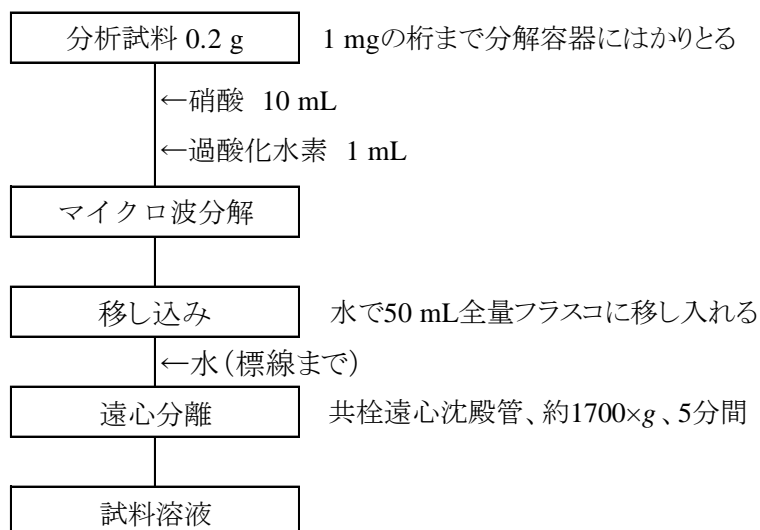 分析試料 0.2 g 1 mgの桁まで分解容器にはかりとる
←硝酸 10 mL
←過酸化水素 1 mL
マイクロ波分解
移し込み 水で50 mL全量フラスコに移し入れる
←水(標線まで)
遠心分離 共栓遠心沈殿管、約1700×g、5分間
試料溶液